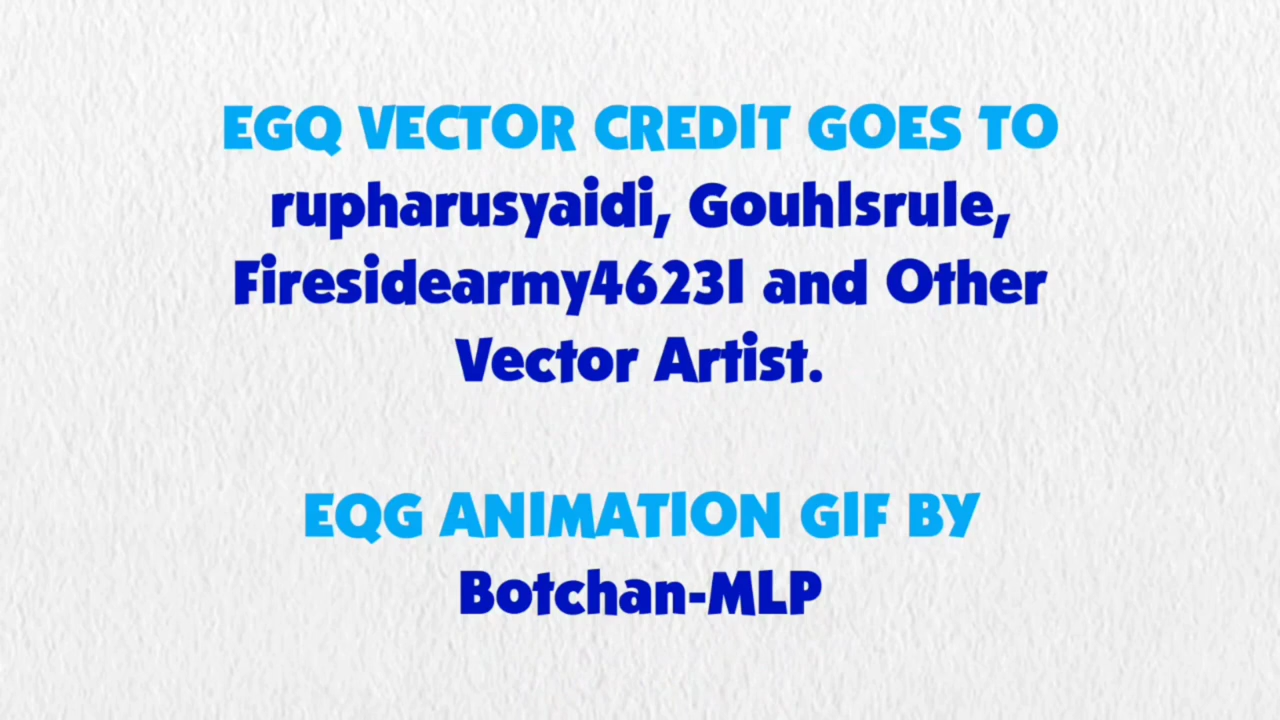 EGQ VECTOR CREDIT GOES TO
rupharusyaidi, Gouhlsrule,
Firesidearmy46231 and Other
Vector Artist.
EQG ANIMATION GIF BY
Botchan-MLP